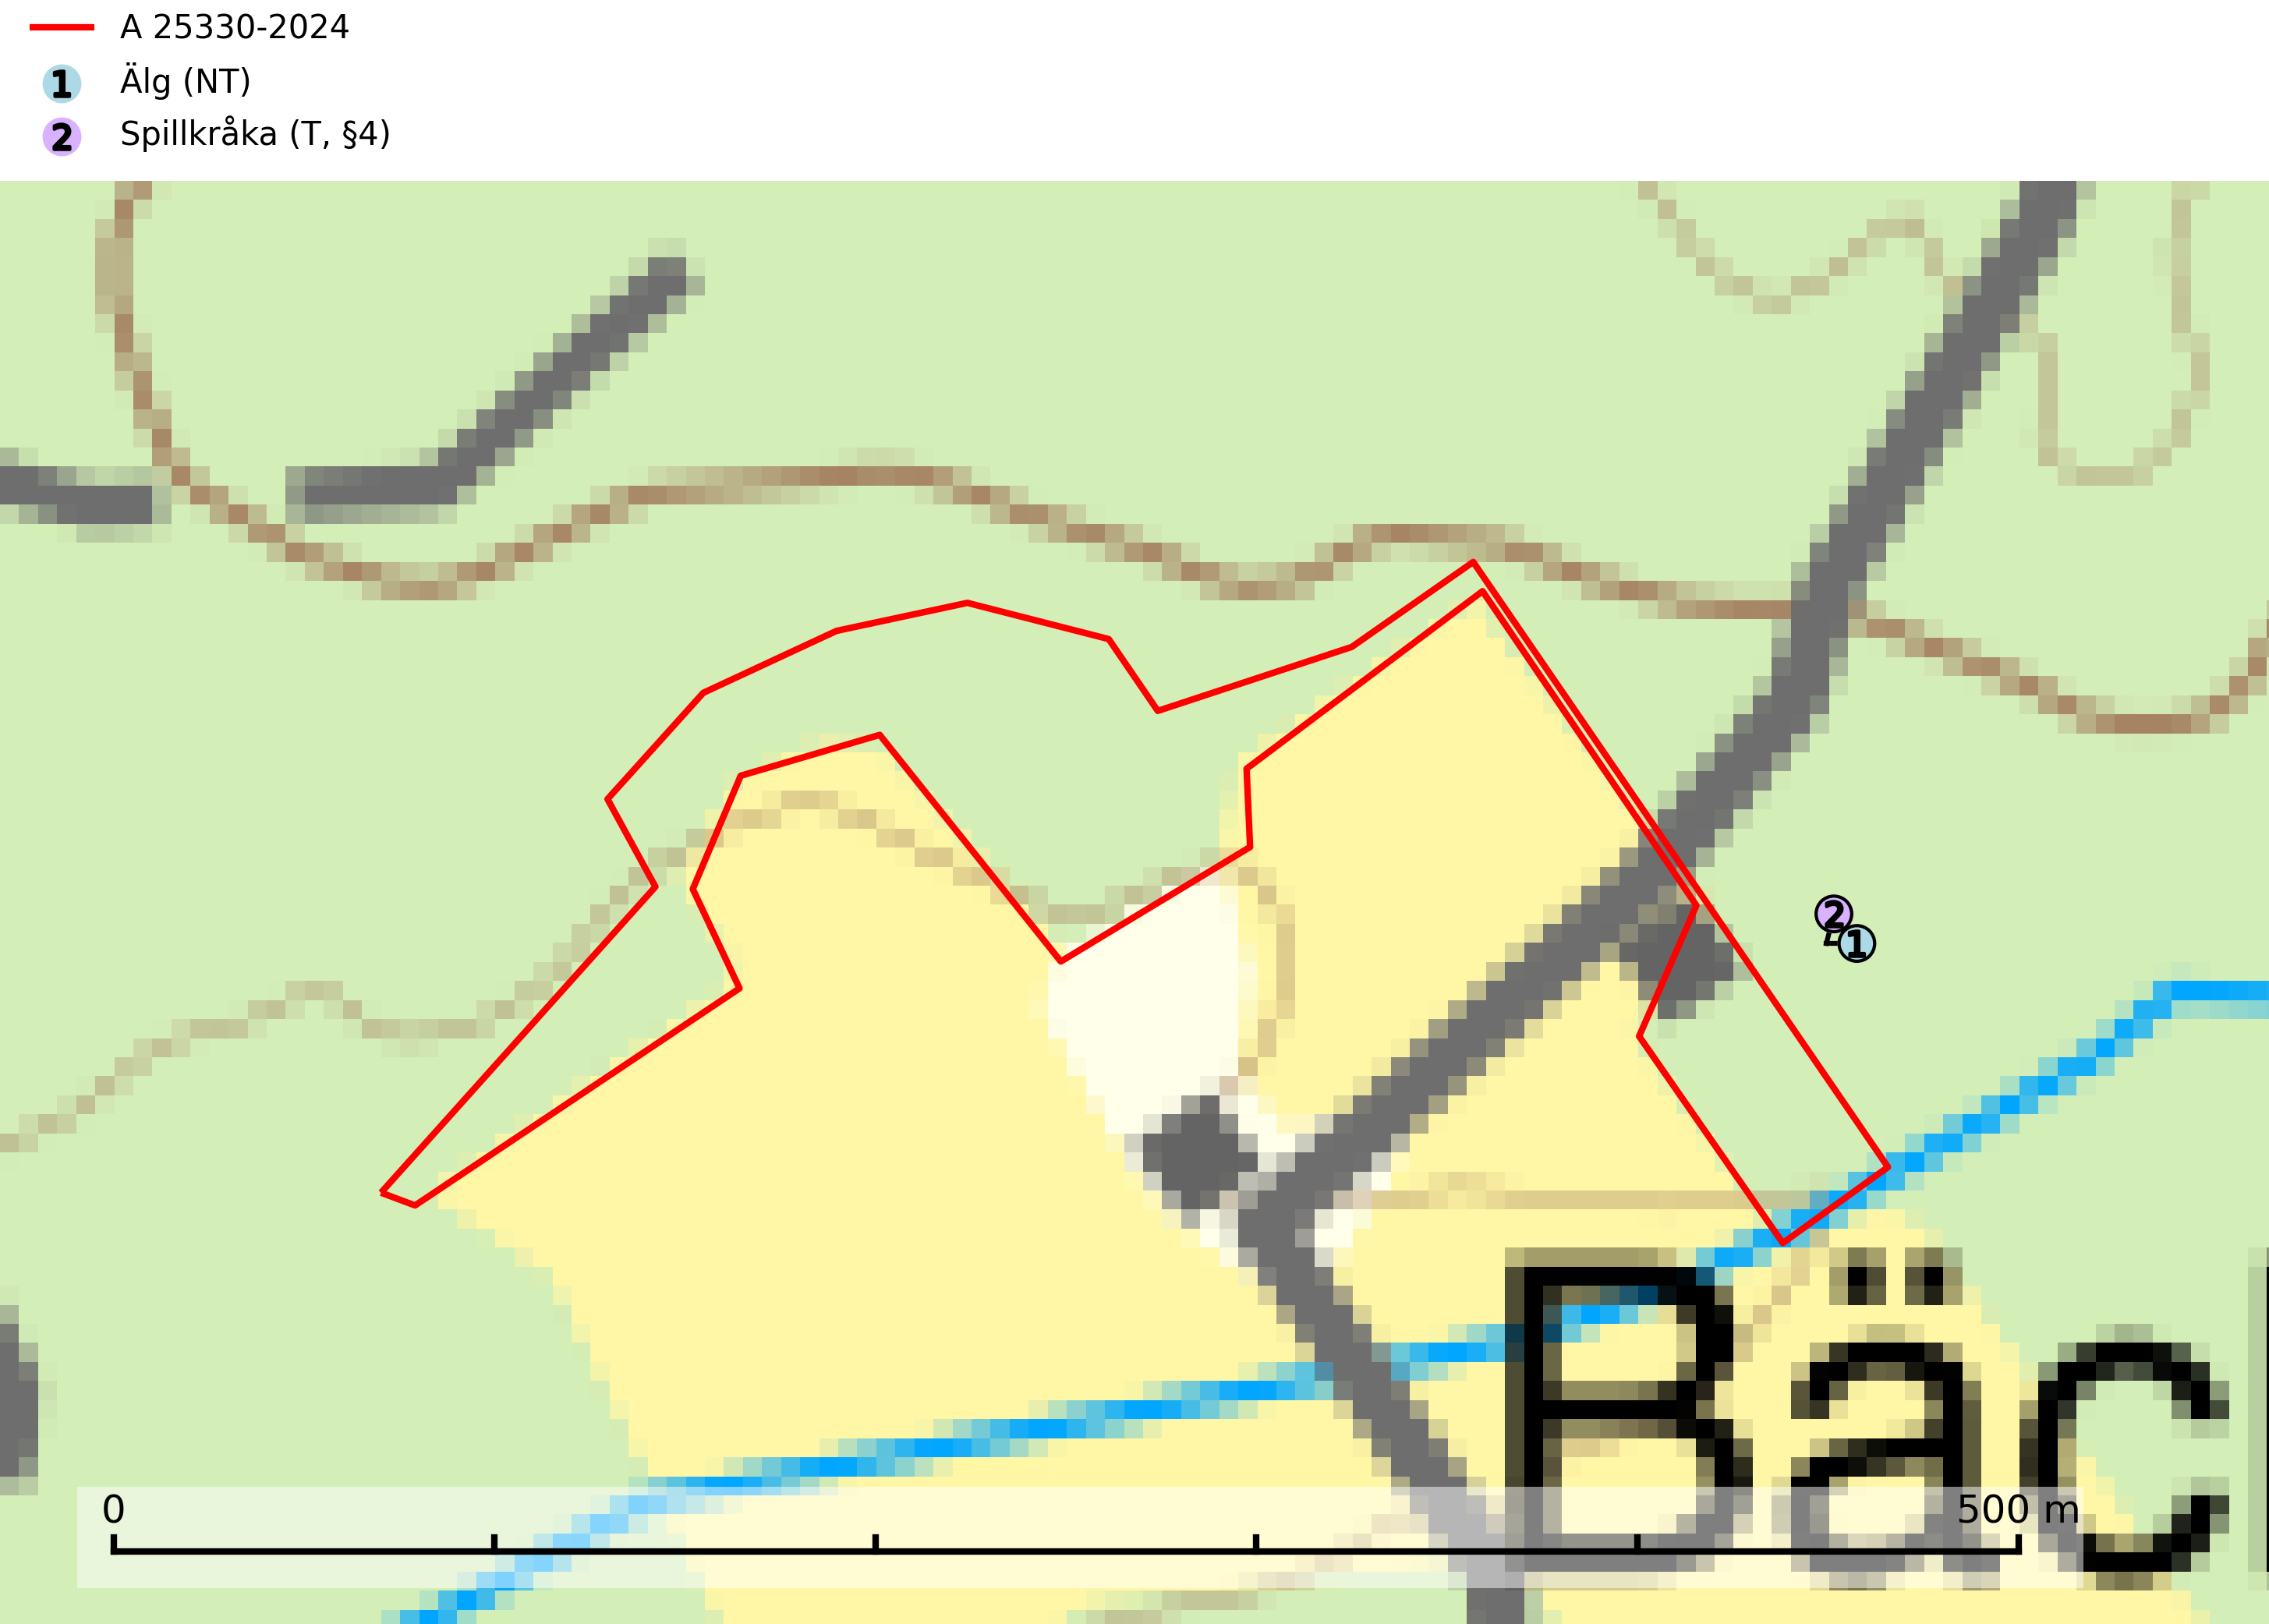 A 25330-2024
1 Älg (NT)
2 Spillkråka (T, §4)
2
1
Bäc
0 500 m